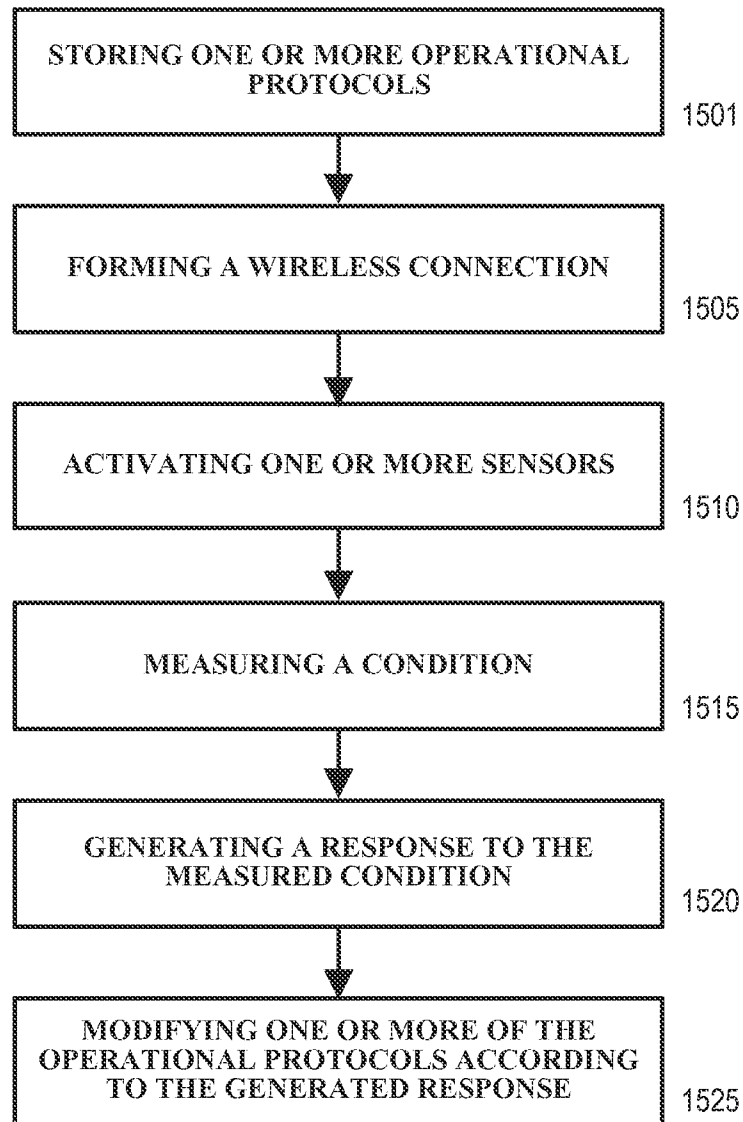 STORING ONE OR MORE OPERATIONAL
PROTOCOLS
1501
FORMING A WIRELESS CONNECTION
1505
ACTIVATING ONE OR MORE SENSORS
1510
MEASURING A CONDITION
1515
GENERATING A RESPONSE TO THE
MEASURED CONDITION
1520
MODIFYING ONE OR MORE OF THE
OPERATIONAL PROTOCOLS ACCORDING
TO THE GENERATED RESPONSE
1525